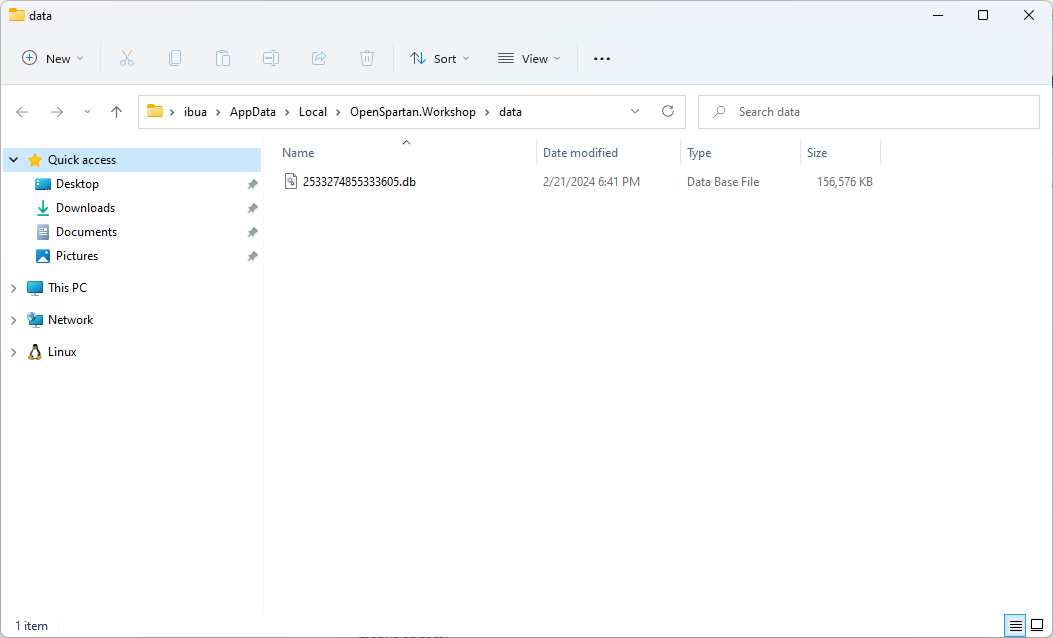 data
New
Sort
View
ibua > AppData > Local > OpenSpartan.Workshop > data
Search data
Quick access
Desktop
Downloads
Documents
Pictures
This PC
Network
Linux
Name Date modified Type Size
2533274855333605.db 2/21/2024 6:41 PM Data Base File 156,576 KB
1 item